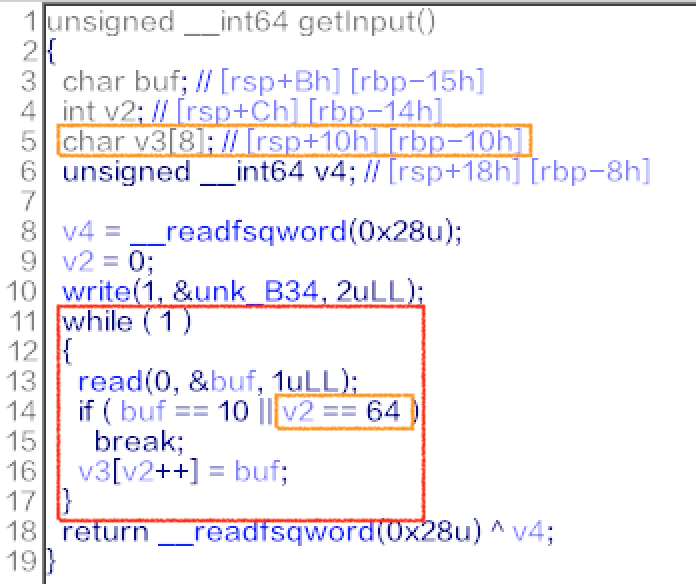 1 unsigned __int64 getInput()
2 {
3 char buf; // [rsp+Bh] [rbp-15h]
4 int v2; // [rsp+Ch] [rbp-14h]
5 char v3[8]; // [rsp+10h] [rbp-10h]
6 unsigned __int64 v4; // [rsp+18h] [rbp-8h]
7
8 v4 = __readfsqword(0x28u);
9 v2 = 0;
10 write(1, &unk_B34, 2uLL);
11 while ( 1 )
12 {
13 read(0, &buf, 1uLL);
14 if ( buf == 10 || v2 == 64 )
15 break;
16 v3[v2++] = buf;
17 }
18 return __readfsqword(0x28u) ^ v4;
19 }